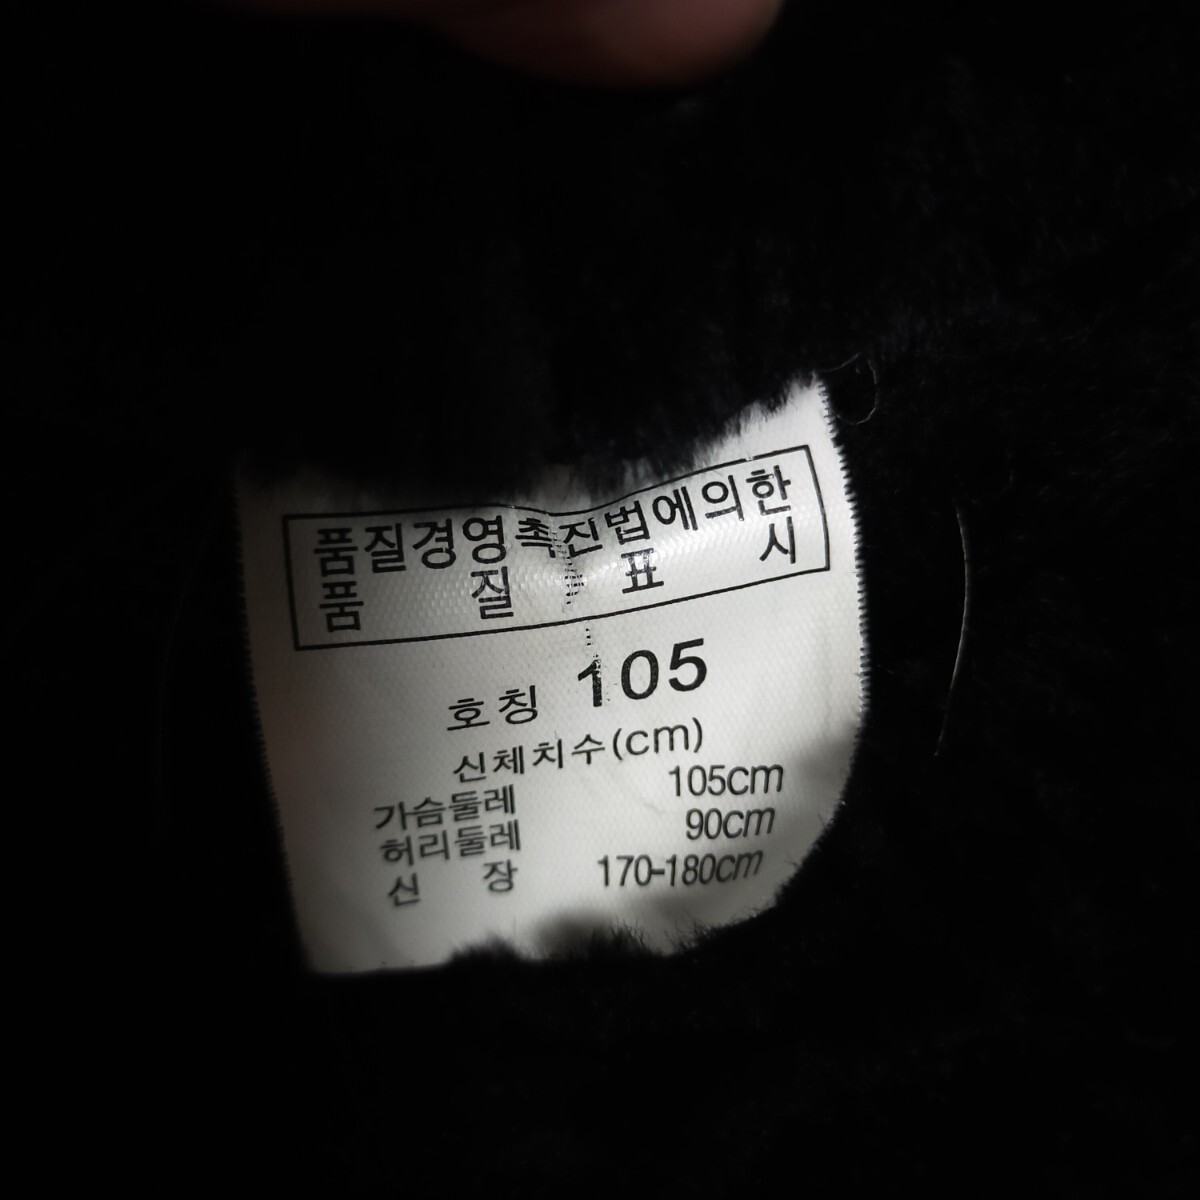 품질경영촉진법에의한
품 질 표 시
호칭 105
신체치수(cm)
가슴둘레 105cm
허리둘레 90cm
신 장 170-180cm